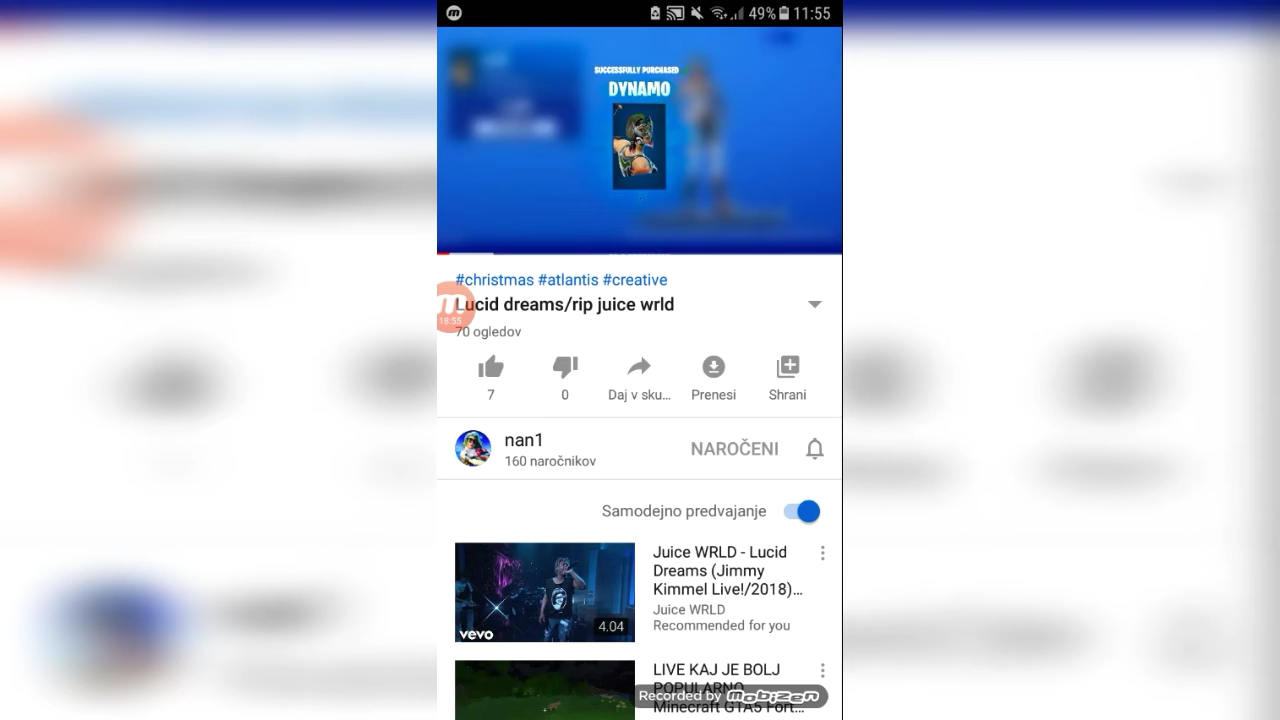 49% 11:55
SUCCESSFULLY PURCHASED
DYNAMO
#christmas #atlantis #creative
Lucid dreams/rip juice wrld
18:55
70 ogledov
7
0
Daj v sku...
Prenesi
Shrani
nan1
160 naročnikov
NAROČENI
Samodejno predvajanje
Juice WRLD - Lucid
Dreams (Jimmy
Kimmel Live!/2018)...
Juice WRLD
Recommended for you
vevo
4.04
LIVE KAJ JE BOLJ
POPULARNO
Minecraft GTA5 Fort...
Recorded by mobizen